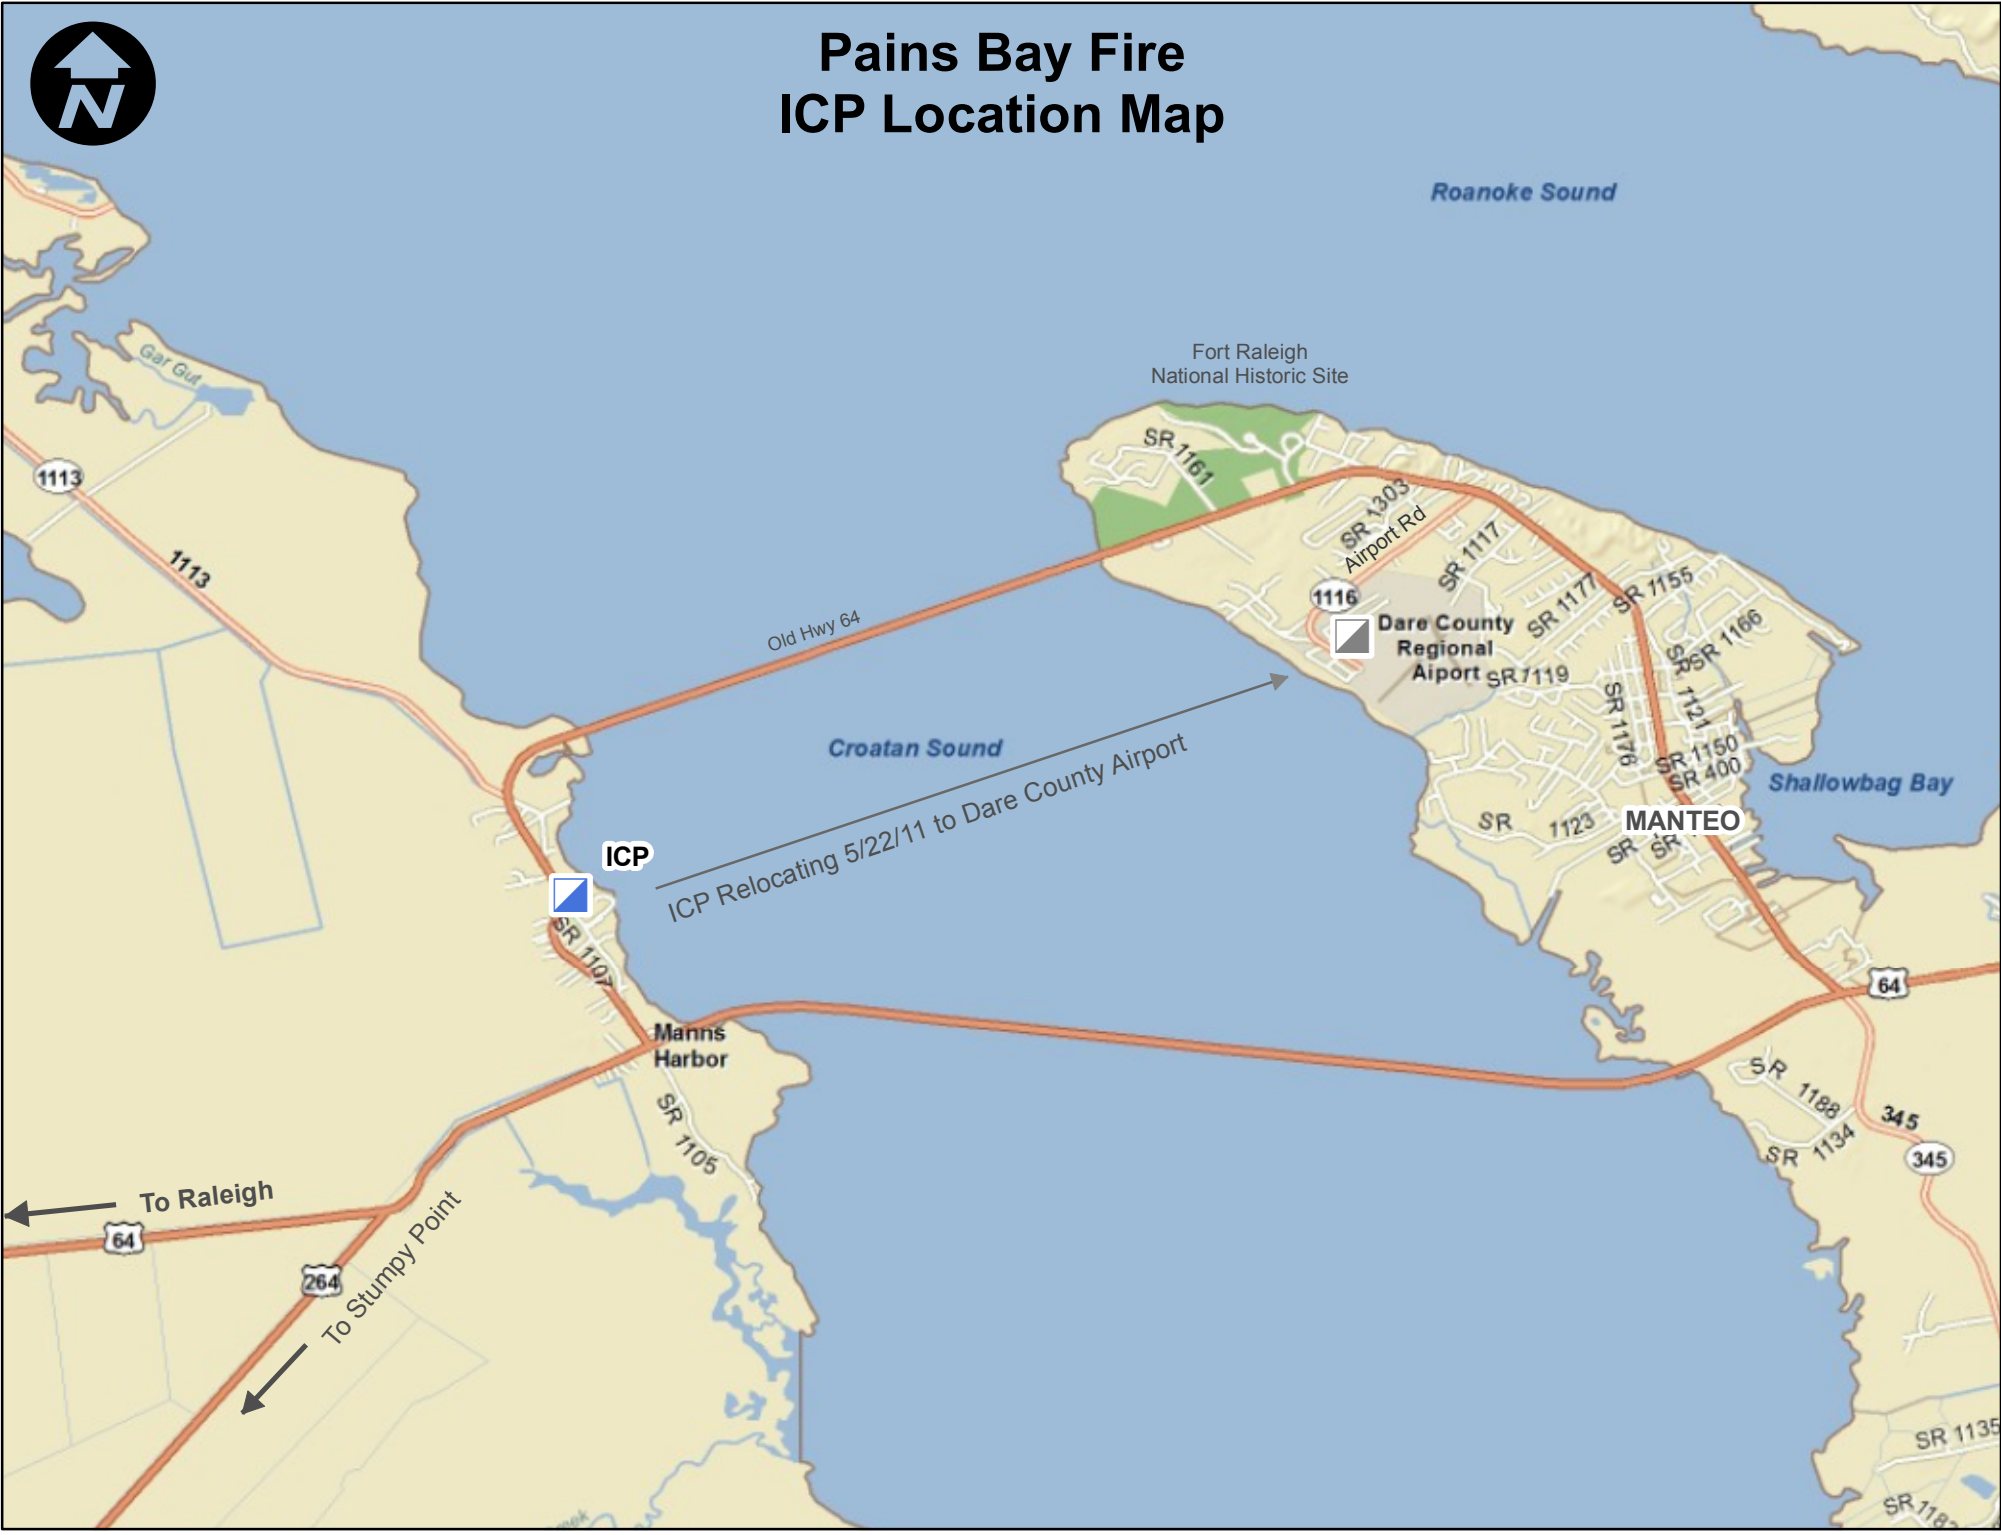 N
Pains Bay Fire
ICP Location Map
Roanoke Sound
Gar Gut
Fort Raleigh
National Historic Site
SR 1161
1113
1113
SR 1303
Airport Rd
SR 1117
1116
SR 1177
SR 1155
SR 1166
Dare County
Regional
Aiport
SR 1119
SR 1121
SR 1176
Old Hwy 64
Croatan Sound
SR 1150
SR 400
Shallowbag Bay
ICP Relocating 5/22/11 to Dare County Airport
MANTEO
SR 1123
SR
SR
ICP
SR 1107
64
Manns
Harbor
SR 1105
SR 1188
345
SR 1134
345
To Raleigh
64
264
To Stumpy Point
SR 1135